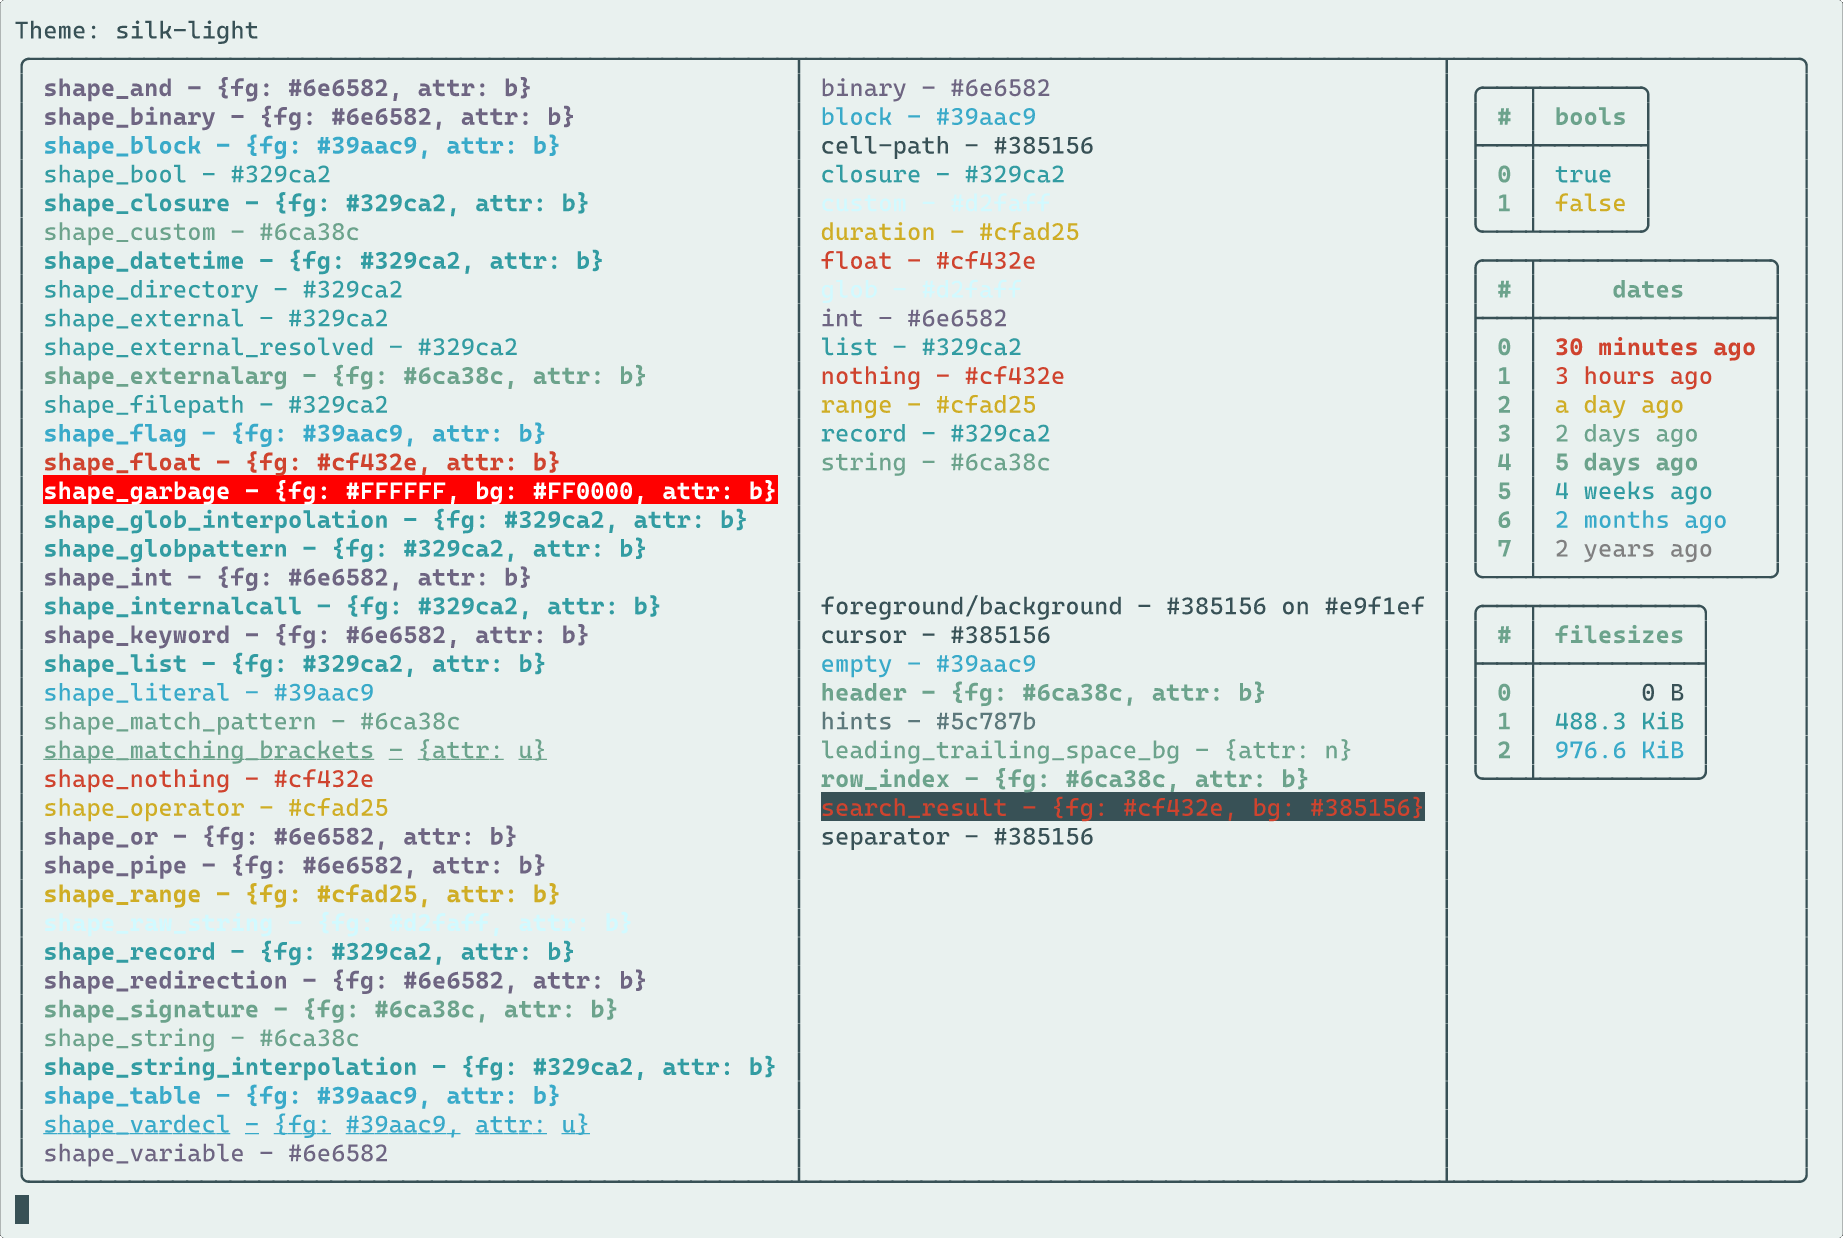 Theme: silk-light
shape_and - {fg: #6e6582, attr: b}
shape_binary - {fg: #6e6582, attr: b}
shape_block - {fg: #39aac9, attr: b}
shape_bool - #329ca2
shape_closure - {fg: #329ca2, attr: b}
shape_custom - #6ca38c
shape_datetime - {fg: #329ca2, attr: b}
shape_directory - #329ca2
shape_external - #329ca2
shape_external_resolved - #329ca2
shape_externalarg - {fg: #6ca38c, attr: b}
shape_filepath - #329ca2
shape_flag - {fg: #39aac9, attr: b}
shape_float - {fg: #cf432e, attr: b}
shape_garbage - {fg: #FFFFFF, bg: #FF0000, attr: b}
shape_glob_interpolation - {fg: #329ca2, attr: b}
shape_globpattern - {fg: #329ca2, attr: b}
shape_int - {fg: #6e6582, attr: b}
shape_internalcall - {fg: #329ca2, attr: b}
shape_keyword - {fg: #6e6582, attr: b}
shape_list - {fg: #329ca2, attr: b}
shape_literal - #39aac9
shape_match_pattern - #6ca38c
shape_matching_brackets - {attr: u}
shape_nothing - #cf432e
shape_operator - #cfad25
shape_or - {fg: #6e6582, attr: b}
shape_pipe - {fg: #6e6582, attr: b}
shape_range - {fg: #cfad25, attr: b}
shape_raw_string - {fg: #d2faff, attr: b}
shape_record - {fg: #329ca2, attr: b}
shape_redirection - {fg: #6e6582, attr: b}
shape_signature - {fg: #6ca38c, attr: b}
shape_string - #6ca38c
shape_string_interpolation - {fg: #329ca2, attr: b}
shape_table - {fg: #39aac9, attr: b}
shape_vardecl - {fg: #39aac9, attr: u}
shape_variable - #6e6582
binary - #6e6582
block - #39aac9
cell-path - #385156
closure - #329ca2
custom - #d2faff
duration - #cfad25
float - #cf432e
glob - #d2faff
int - #6e6582
list - #329ca2
nothing - #cf432e
range - #cfad25
record - #329ca2
string - #6ca38c
foreground/background - #385156 on #e9f1ef
cursor - #385156
empty - #39aac9
header - {fg: #6ca38c, attr: b}
hints - #5c787b
leading_trailing_space_bg - {attr: n}
row_index - {fg: #6ca38c, attr: b}
search_result - {fg: #cf432e, bg: #385156}
separator - #385156
# bools
0 true
1 false
# dates
0 30 minutes ago
1 3 hours ago
2 a day ago
3 2 days ago
4 5 days ago
5 4 weeks ago
6 2 months ago
7 2 years ago
# filesizes
0 0 B
1 488.3 KiB
2 976.6 KiB